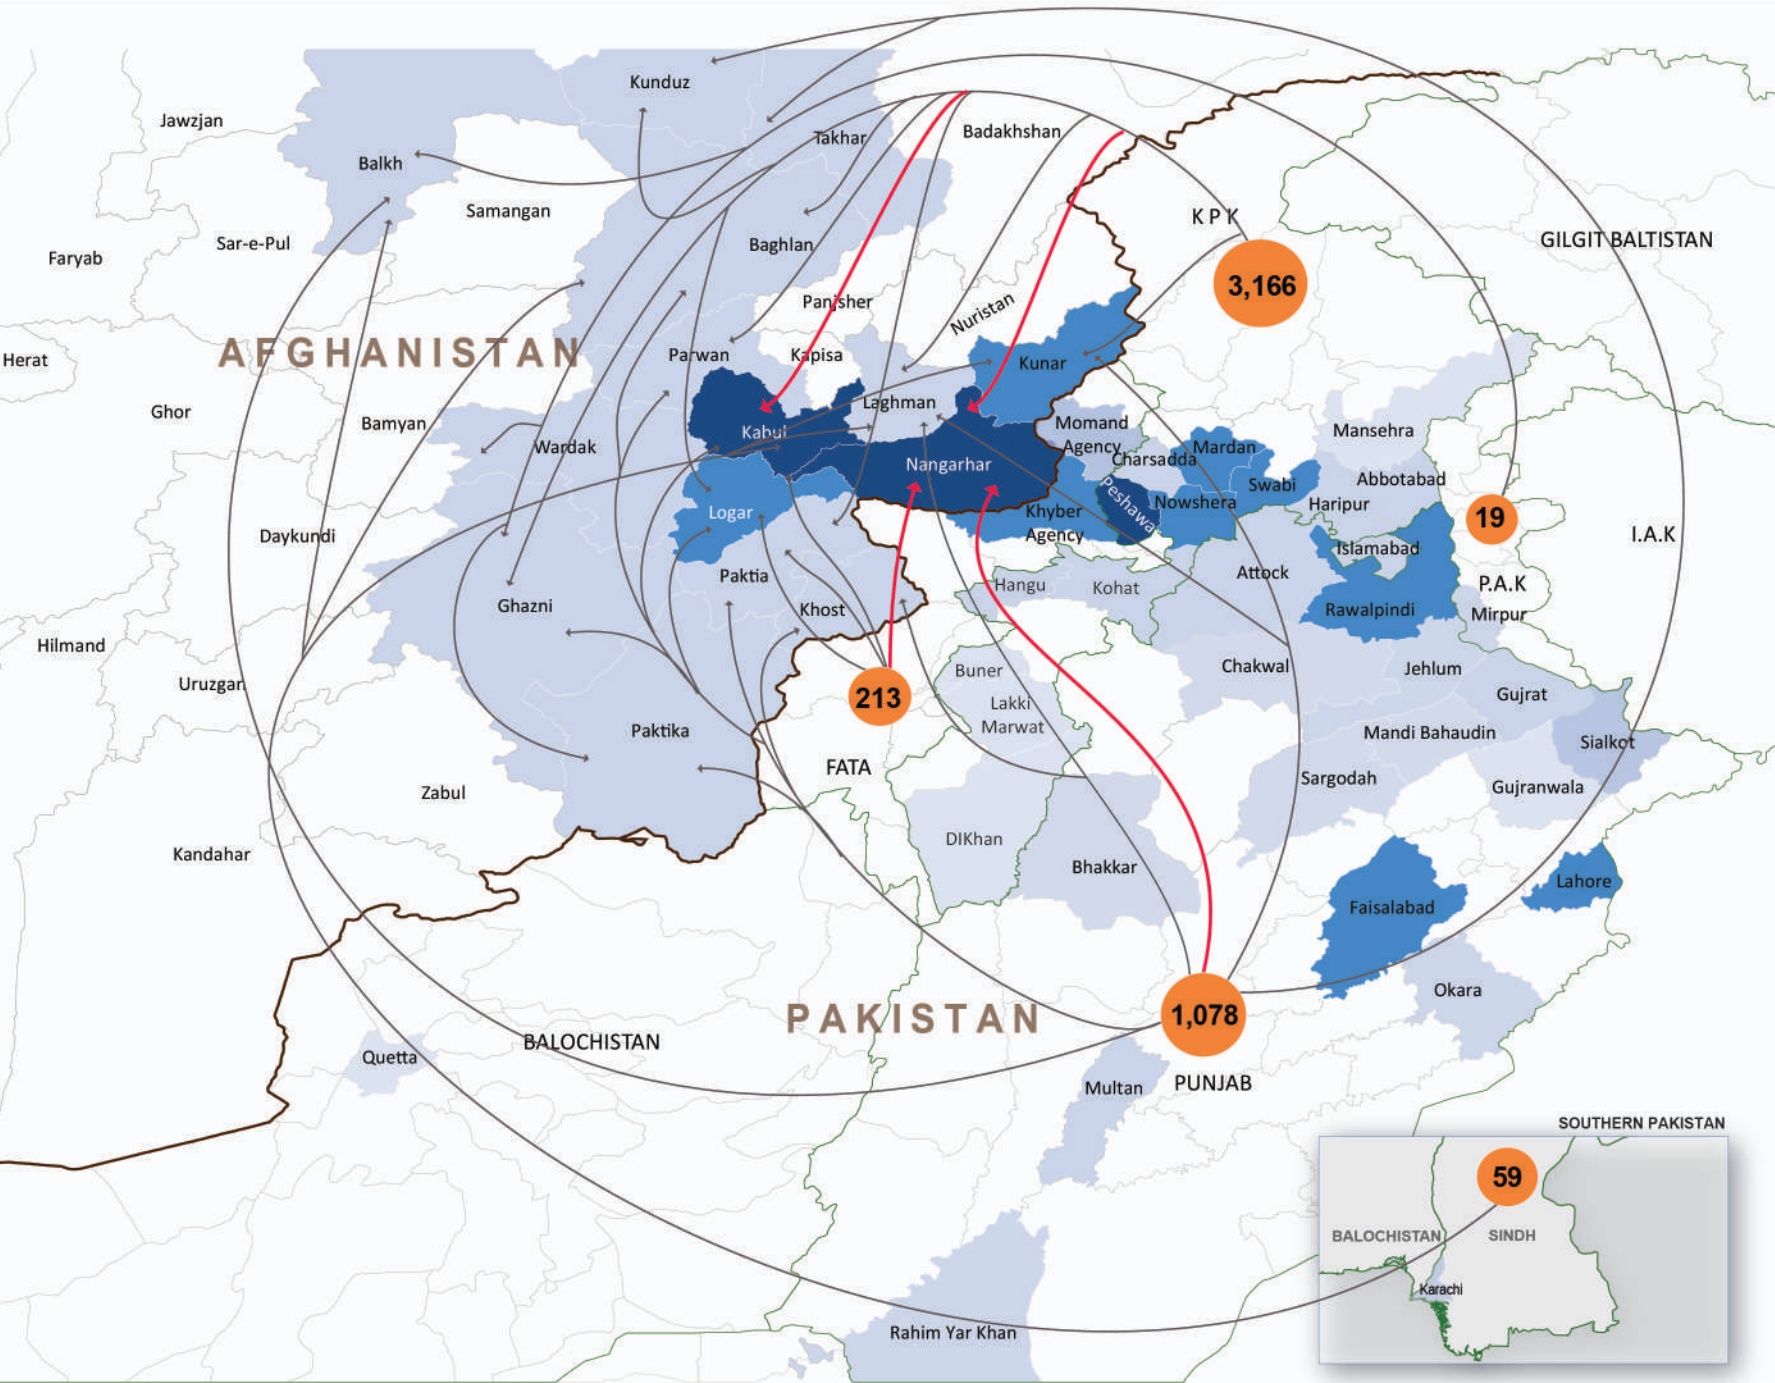 Kunduz
Jawzjan
Takhar
Badakhshan
Balkh
Samangan
K P K
Sar-e-Pul
Baghlan
GILGIT BALTISTAN
Faryab
3,166
Panjsher
Nuristan
AFGHANISTAN
Herat
Parwan
Kapisa
Kunar
Ghor
Laghman
Bamyan
Momand
Agency
Mansehra
Kabul
Wardak
Charsadda
Mardan
Nangarhar
Abbotabad
Swabi
Peshawa
Nowshera
Haripur
Logar
Khyber
Agency
19
Daykundi
Islamabad
I.A.K
Paktia
Attock
Hangu
Kohat
P.A.K
Ghazni
Khost
Rawalpindi
Mirpur
Hilmand
Buner
Chakwal
Jehlum
Uruzgan
213
Gujrat
Lakki
Marwat
Paktika
Mandi Bahaudin
Sialkot
FATA
Sargodah
Zabul
Gujranwala
DIKhan
Kandahar
Bhakkar
Lahore
Faisalabad
Okara
PAKISTAN
1,078
BALOCHISTAN
Quetta
Multan
PUNJAB
SOUTHERN PAKISTAN
59
BALOCHISTAN
SINDH
Karachi
Rahim Yar Khan